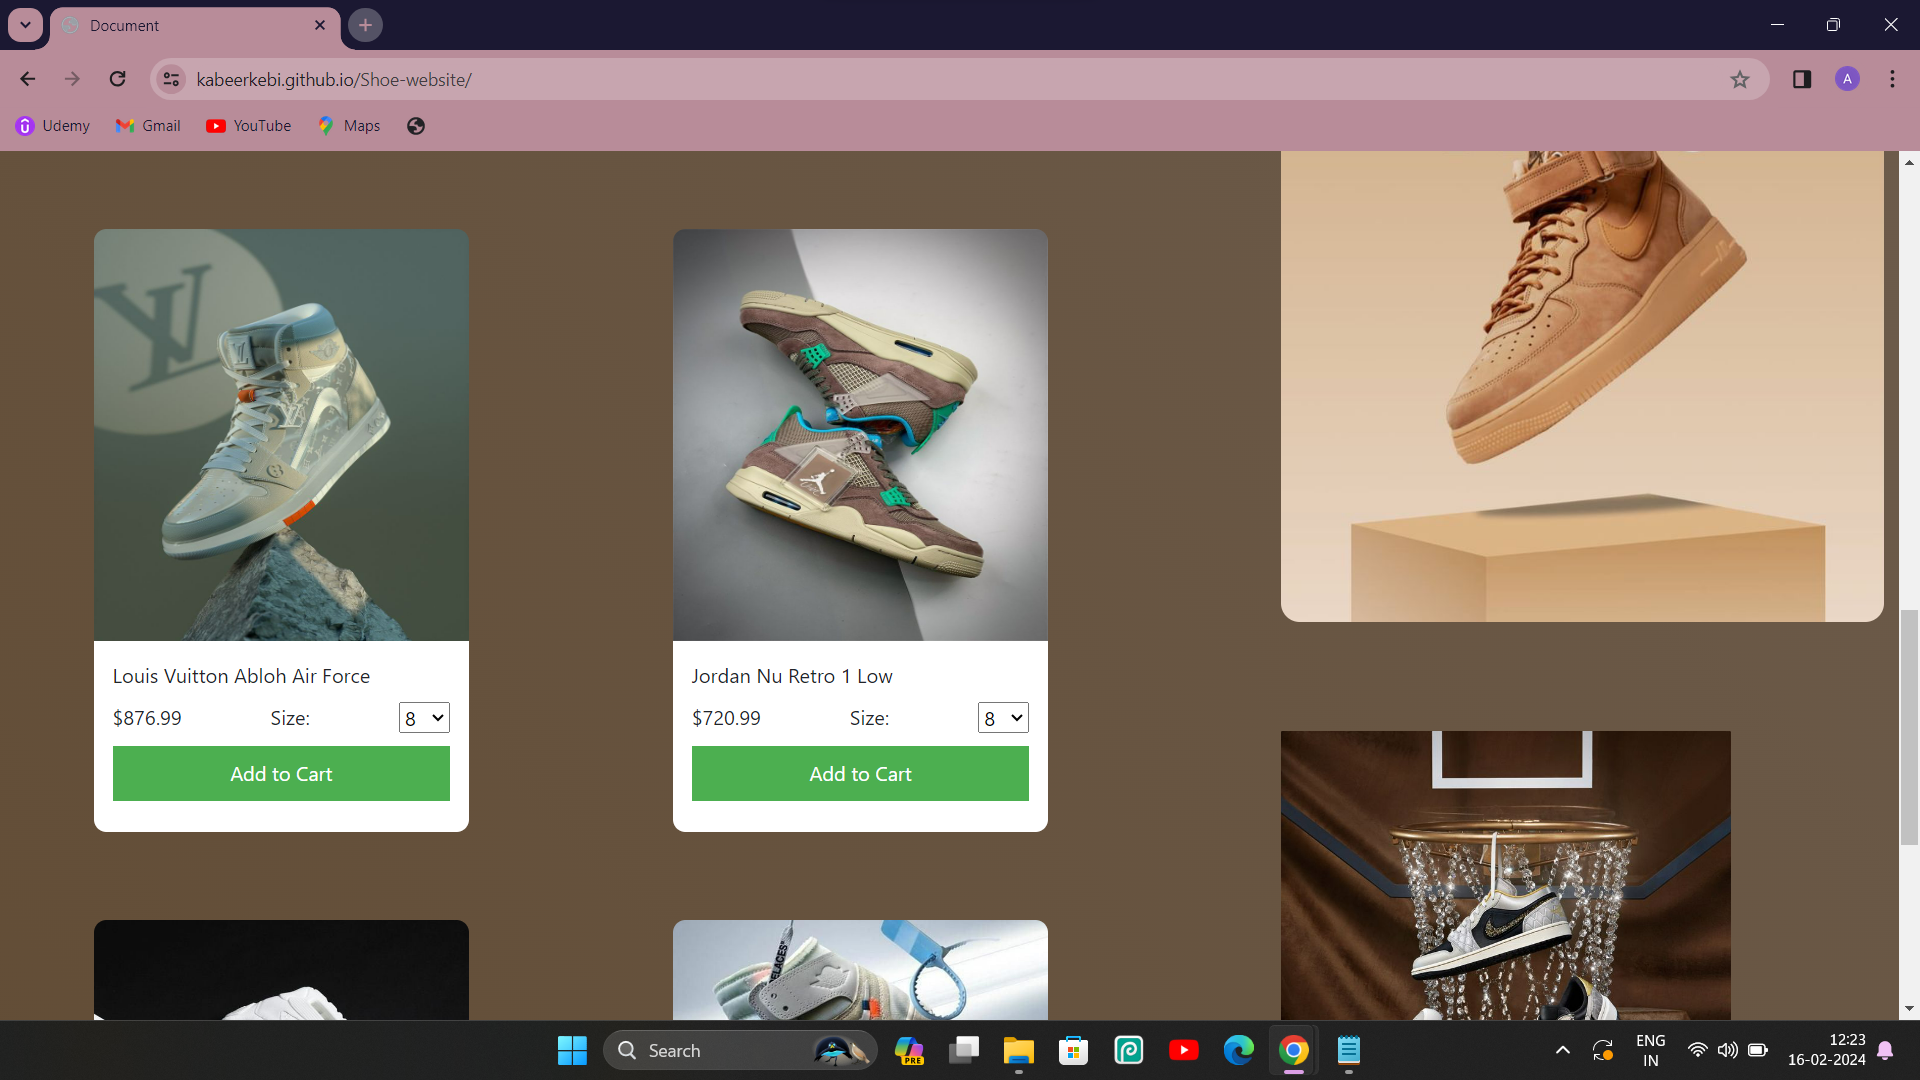 Document
kabeerkebi.github.io/Shoe-website/
A
Udemy
Gmail
YouTube
Maps
LV
Louis Vuitton Abloh Air Force
$876.99
Size:
8
Add to Cart
Jordan Nu Retro 1 Low
$720.99
Size:
8
Add to Cart
Search
PRE
ENG
IN
12:23
16-02-2024